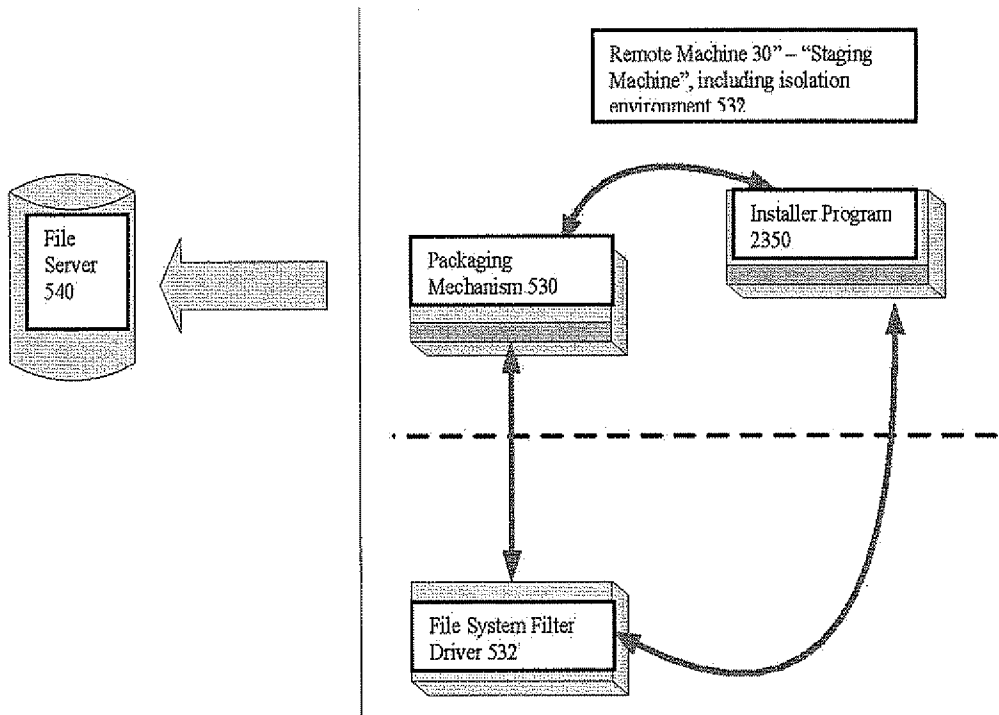 Remote Machine 30” – “Staging
Machine”, including isolation
environment 532
Installer Program
2350
File
Server
540
Packaging
Mechanism 530
File System Filter
Driver 532